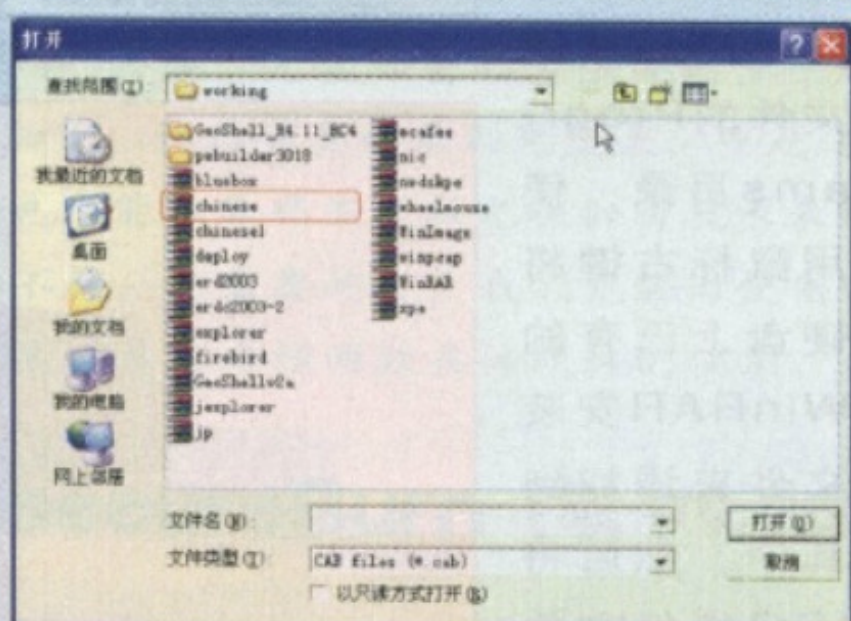 打开
查找范围(I):
working
GeoShell_R4.11_RC4
pebuilder3018
bluebox
chinese
chinese1
deploy
erd2003
erdc2003-2
explorer
firebird
GeoShellv2a
jexplorer
jp
mcafee
nic
nwdskpe
wheelmouse
WinImage
winpcap
WinRAR
xpe
我最近的文档
桌面
我的文档
我的电脑
网上邻居
文件名(N):
打开(O)
文件类型(T):
CAB files (*.cab)
取消
以只读方式打开(R)